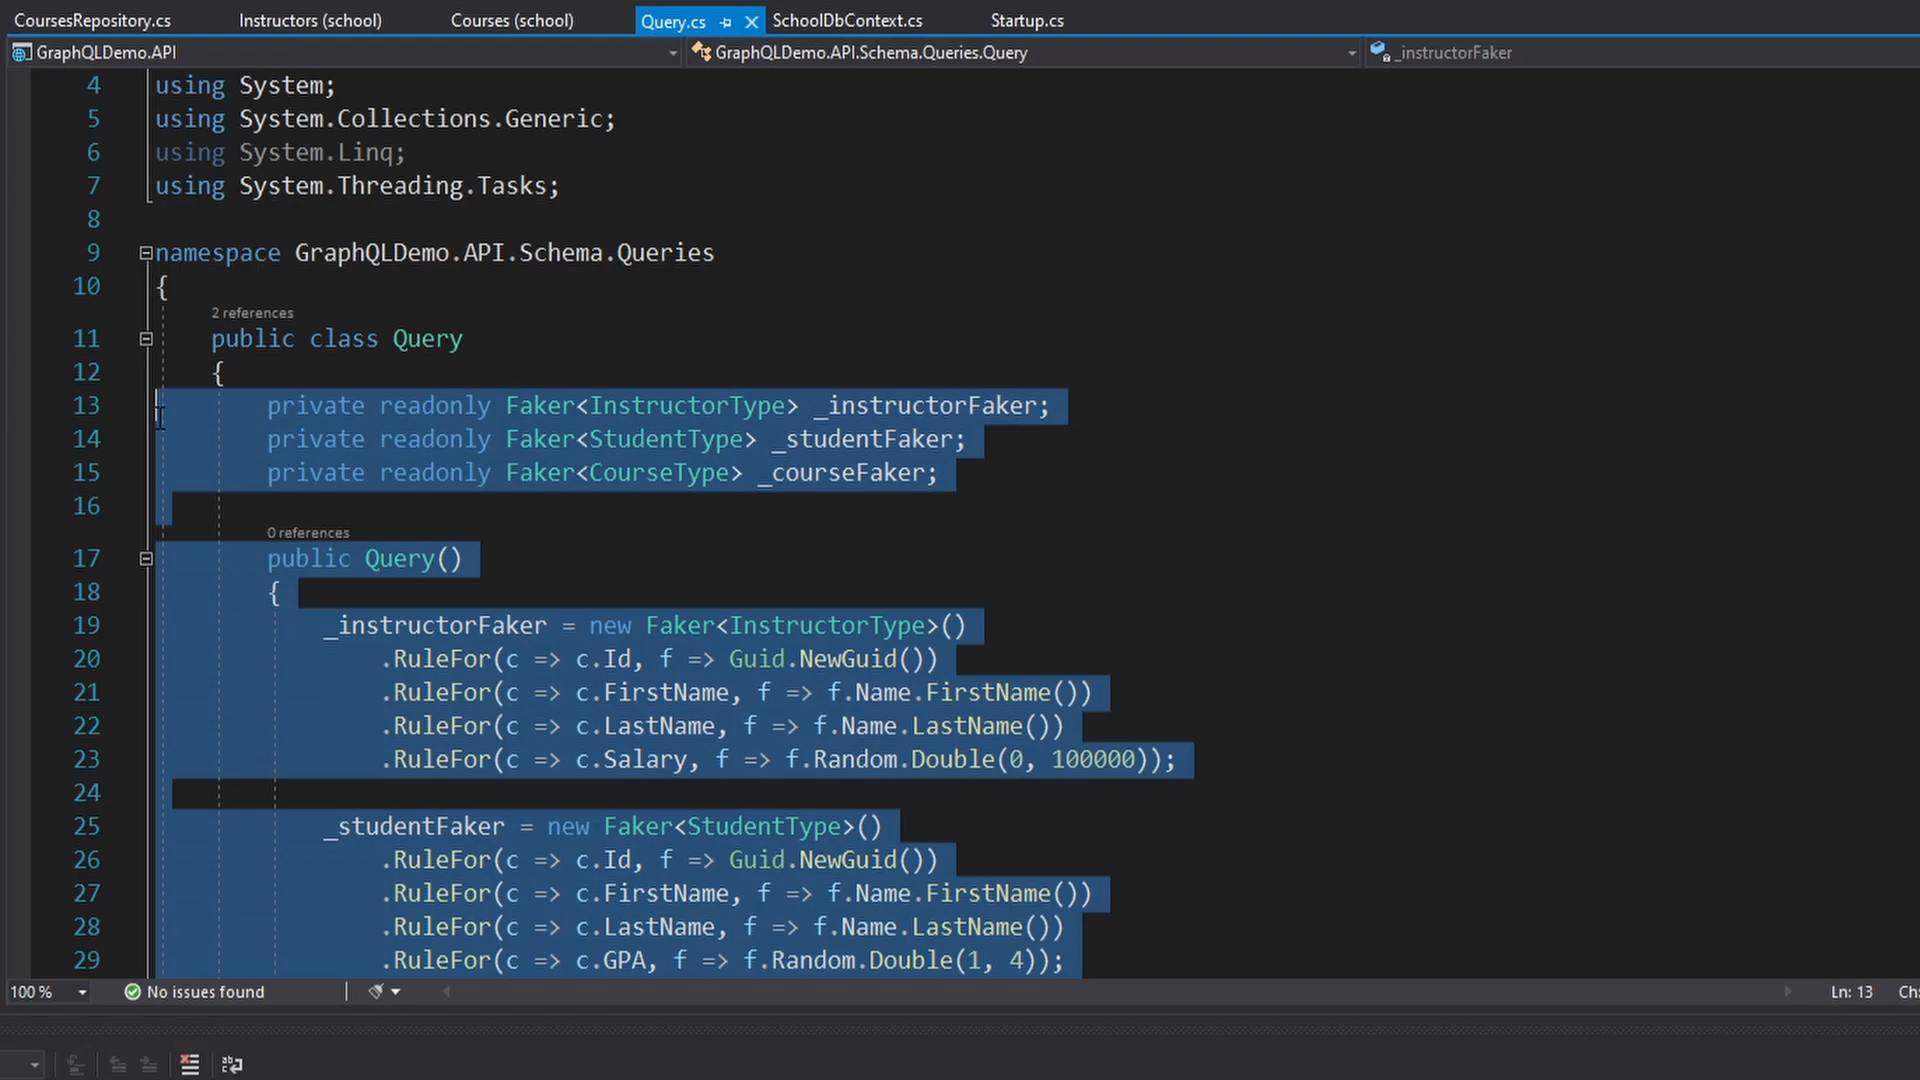 CoursesRepository.cs Instructors (school) Courses (school) Query.cs SchoolDbContext.cs Startup.cs
GraphQLDemo.API GraphQLDemo.API.Schema.Queries.Query _instructorFaker
4 using System;
5 using System.Collections.Generic;
6 using System.Linq;
7 using System.Threading.Tasks;
8
9 namespace GraphQLDemo.API.Schema.Queries
10 {
2 references
11 public class Query
12 {
13 private readonly Faker<InstructorType> _instructorFaker;
14 private readonly Faker<StudentType> _studentFaker;
15 private readonly Faker<CourseType> _courseFaker;
16
0 references
17 public Query()
18 {
19 _instructorFaker = new Faker<InstructorType>()
20 .RuleFor(c => c.Id, f => Guid.NewGuid())
21 .RuleFor(c => c.FirstName, f => f.Name.FirstName())
22 .RuleFor(c => c.LastName, f => f.Name.LastName())
23 .RuleFor(c => c.Salary, f => f.Random.Double(0, 100000));
24
25 _studentFaker = new Faker<StudentType>()
26 .RuleFor(c => c.Id, f => Guid.NewGuid())
27 .RuleFor(c => c.FirstName, f => f.Name.FirstName())
28 .RuleFor(c => c.LastName, f => f.Name.LastName())
29 .RuleFor(c => c.GPA, f => f.Random.Double(1, 4));
100 % No issues found Ln: 13 Ch: